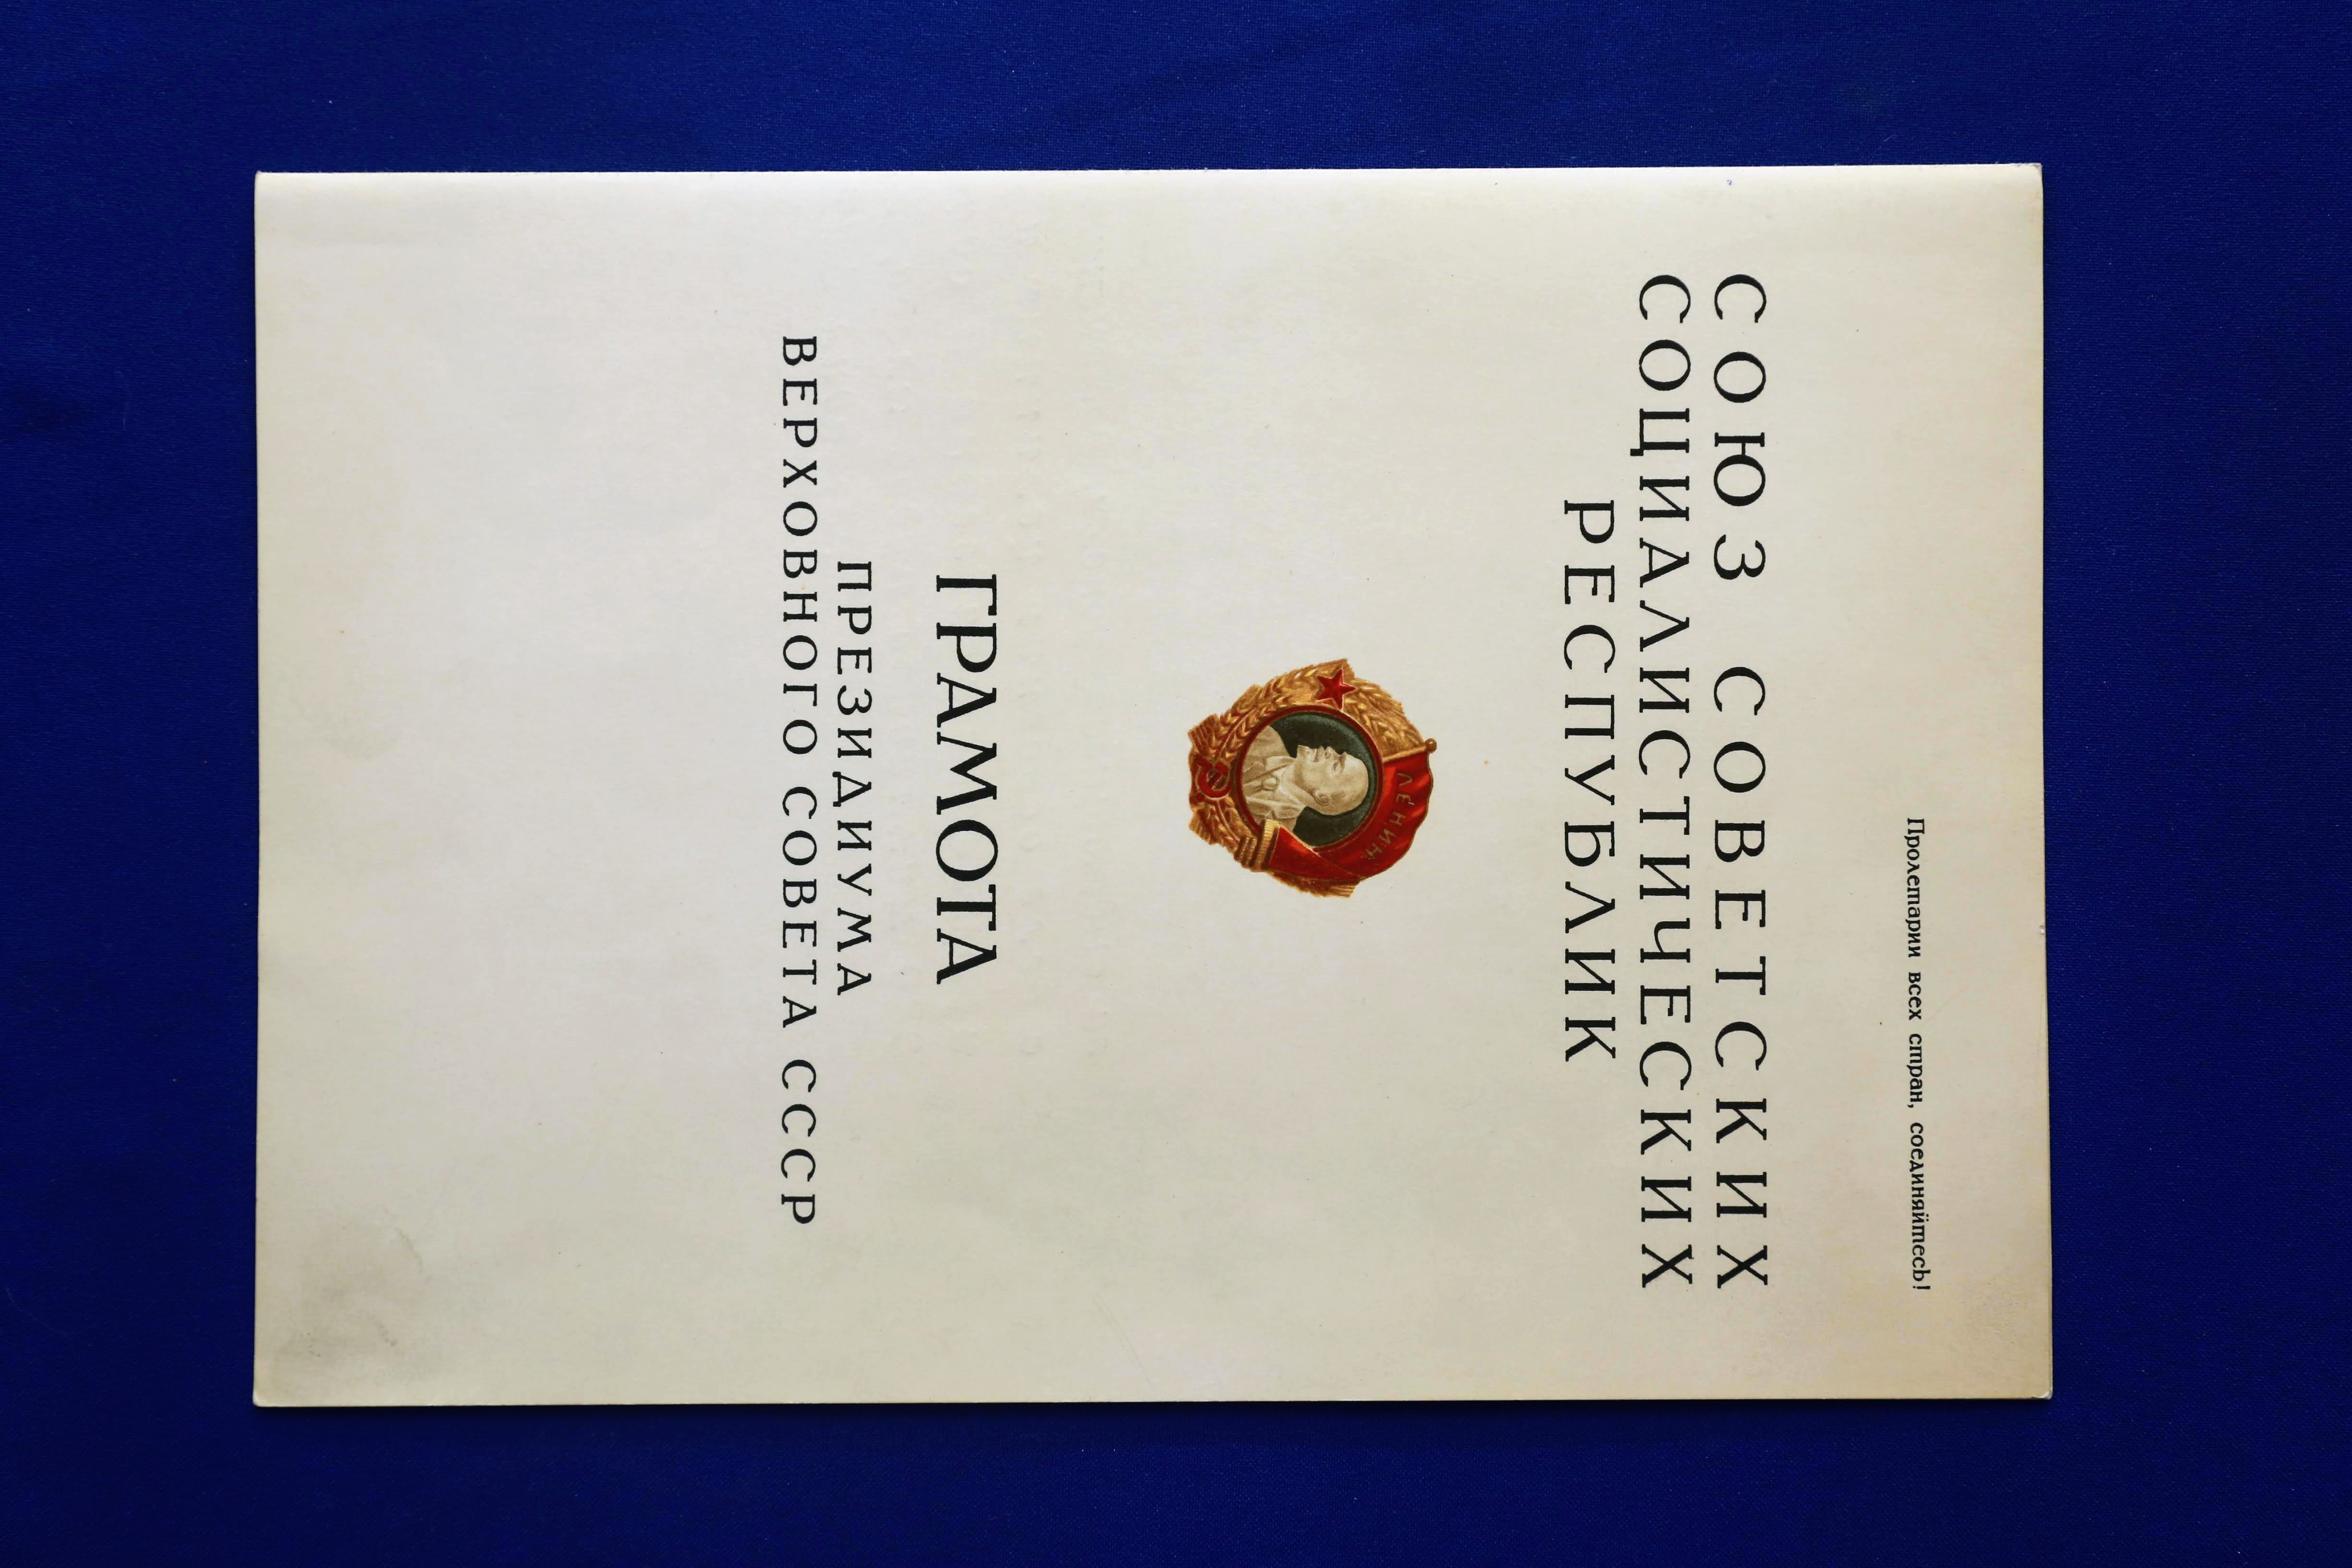 Пролетарии всех стран, соединяйтесь!
СОЮЗ СОВЕТСКИХ
СОЦИАЛИСТИЧЕСКИХ
РЕСПУБЛИК
ЛЕНИН
ГРАМОТА
ПРЕЗИДИУМА
ВЕРХОВНОГО СОВЕТА СССР